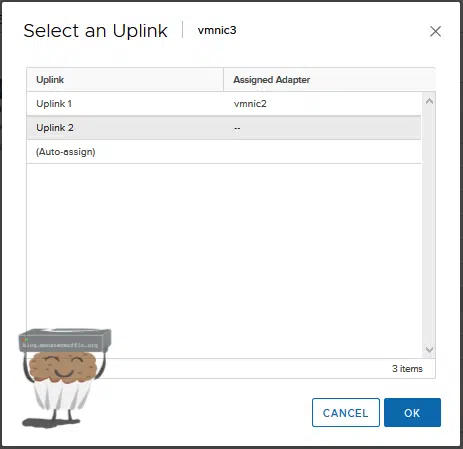 Select an Uplink | vmnic3
Uplink Assigned Adapter
Uplink 1 vmnic2
Uplink 2 --
(Auto-assign)
blog.monstermuffin.org
3 items
CANCEL OK